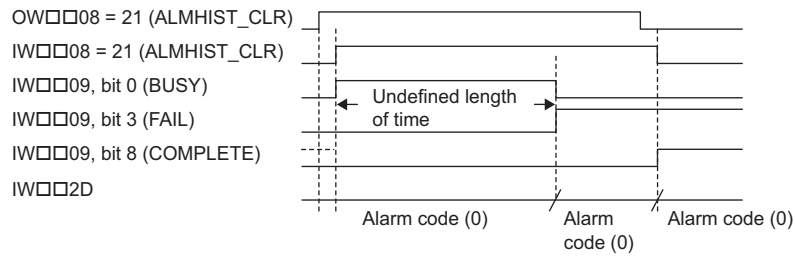 OW□□08 = 21 (ALMHIST_CLR)
IW□□08 = 21 (ALMHIST_CLR)
IW□□09, bit 0 (BUSY)
Undefined length
of time
IW□□09, bit 3 (FAIL)
IW□□09, bit 8 (COMPLETE)
IW□□2D
Alarm code (0)
Alarm
code (0)
Alarm code (0)